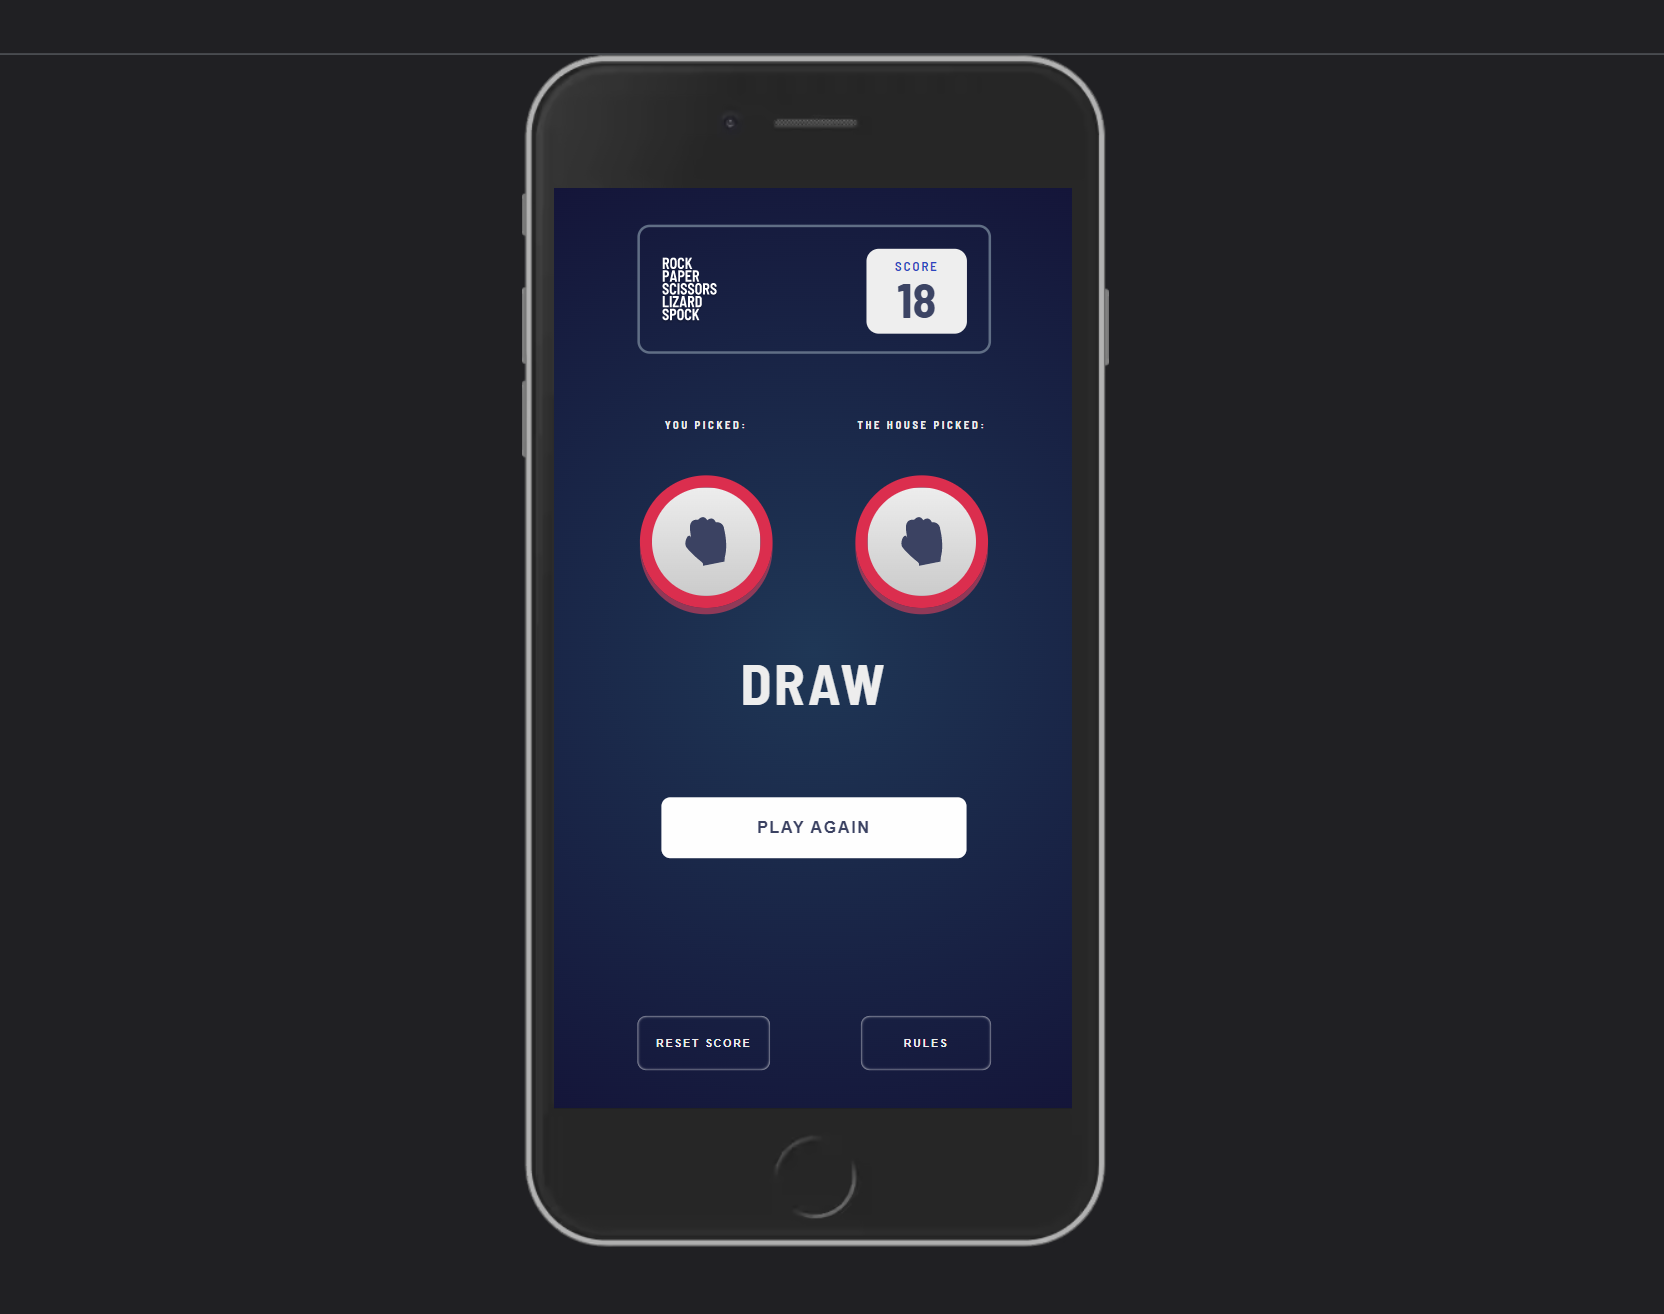 ROCK
PAPER
SCISSORS
LIZARD
SPOCK
SCORE
18
YOU PICKED:
THE HOUSE PICKED:
DRAW
PLAY AGAIN
RESET SCORE
RULES